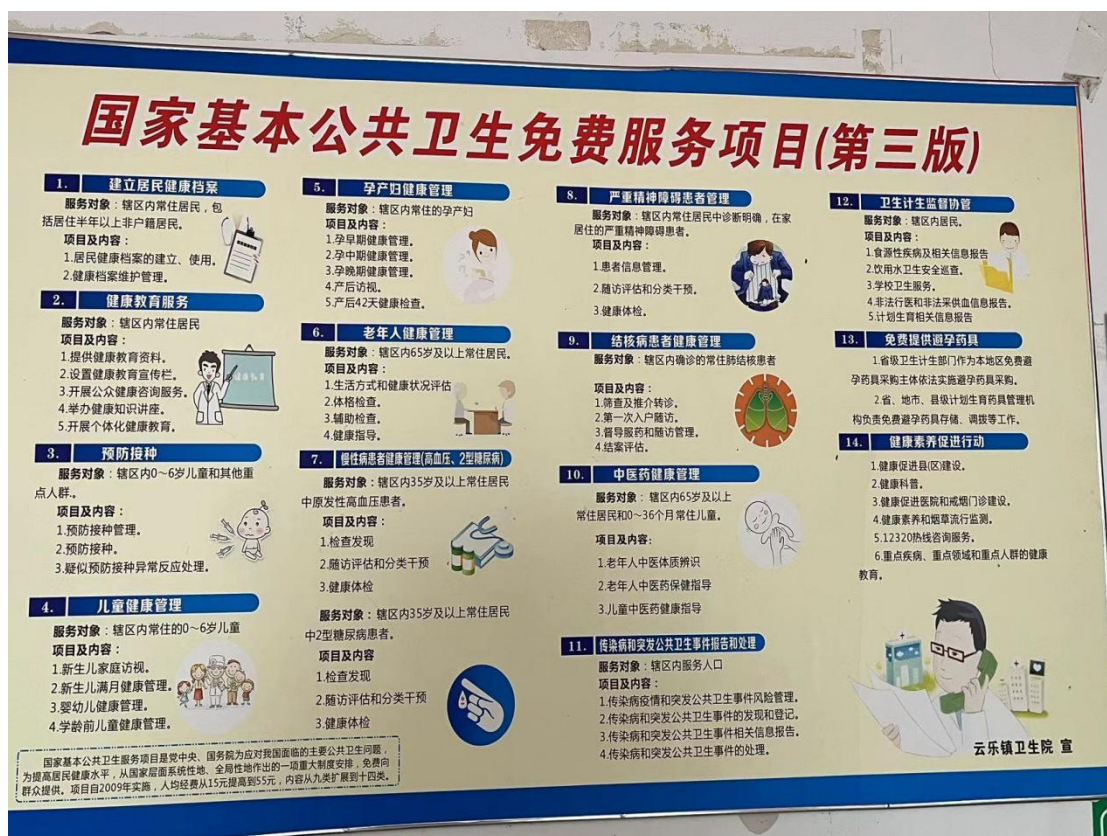 国家基本公共卫生免费服务项目(第三版)
1. 建立居民健康档案
服务对象：辖区内常住居民，包
括居住半年以上非户籍居民。
项目及内容：
1.居民健康档案的建立、使用。
2.健康档案维护管理。
2. 健康教育服务
服务对象：辖区内常住居民
项目及内容：
1.提供健康教育资料。
2.设置健康教育宣传栏。
3.开展公众健康咨询服务。
4.举办健康知识讲座。
5.开展个体化健康教育。
3. 预防接种
服务对象：辖区内0～6岁儿童和其他重
点人群.。
项目及内容：
1.预防接种管理。
2.预防接种。
3.疑似预防接种异常反应处理。
4. 儿童健康管理
服务对象：辖区内常住的0～6岁儿童
项目及内容：
1.新生儿家庭访视。
2.新生儿满月健康管理。
3.婴幼儿健康管理。
4.学龄前儿童健康管理。
国家基本公共卫生服务项目是党中央、国务院为应对我国面临的主要公共卫生问题，
为提高居民健康水平，从国家层面系统性地、全局性地作出的一项重大制度安排，免费向
群众提供。项目自2009年实施，人均经费从15元提高到55元，内容从九类扩展到十四类。
5. 孕产妇健康管理
服务对象：辖区内常住的孕产妇
项目及内容：
1.孕早期健康管理。
2.孕中期健康管理。
3.孕晚期健康管理。
4.产后访视。
5.产后42天健康检查。
6. 老年人健康管理
服务对象：辖区内65岁及以上常住居民。
项目及内容：
1.生活方式和健康状况评估
2.体格检查。
3.辅助检查。
4.健康指导。
7. 慢性病患者健康管理(高血压、2型糖尿病)
服务对象：辖区内35岁及以上常住居民
中原发性高血压患者。
项目及内容：
1.检查发现
2.随访评估和分类干预
3.健康体检
服务对象：辖区内35岁及以上常住居民
中2型糖尿病患者。
项目及内容
1.检查发现
2.随访评估和分类干预
3.健康体检
8. 严重精神障碍患者管理
服务对象：辖区内常住居民中诊断明确，在家
居住的严重精神障碍患者。
项目及内容：
1.患者信息管理。
2.随访评估和分类干预。
3.健康体检。
9. 结核病患者健康管理
服务对象：辖区内确诊的常住肺结核患者
项目及内容：
1.筛查及推介转诊。
2.第一次入户随访。
3.督导服药和随访管理。
4.结案评估。
10. 中医药健康管理
服务对象：辖区内65岁及以上
常住居民和0～36个月常住儿童。
项目及内容：
1.老年人中医体质辨识
2.老年人中医药保健指导
3.儿童中医药健康指导
11. 传染病和突发公共卫生事件报告和处理
服务对象：辖区内服务人口
项目及内容：
1.传染病疫情和突发公共卫生事件风险管理。
2.传染病和突发公共卫生事件的发现和登记。
3.传染病和突发公共卫生事件相关信息报告。
4.传染病和突发公共卫生事件的处理。
12. 卫生计生监督协管
服务对象：辖区内居民。
项目及内容：
1.食源性疾病及相关信息报告
2.饮用水卫生安全巡查。
3.学校卫生服务。
4.非法行医和非法采供血信息报告。
5.计划生育相关信息报告
13. 免费提供避孕药具
1.省级卫生计生部门作为本地区免费避
孕药具采购主体依法实施避孕药具采购。
2.省、地市、县级计划生育药具管理机
构负责免费避孕药具存储、调拨等工作。
14. 健康素养促进行动
1.健康促进县(区)建设。
2.健康科普。
3.健康促进医院和戒烟门诊建设。
4.健康素养和烟草流行监测。
5.12320热线咨询服务。
6.重点疾病、重点领域和重点人群的健康
教育。
云乐镇卫生院 宣